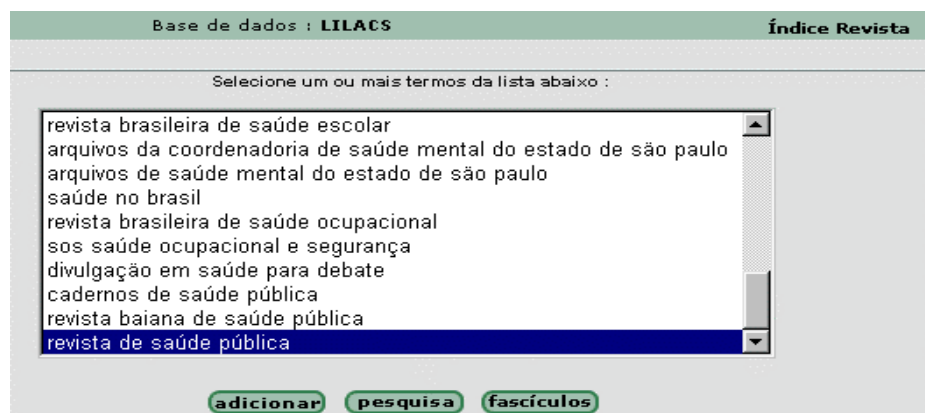 Base de dados : LILACS
Índice Revista
Selecione um ou mais termos da lista abaixo :
revista brasileira de saúde escolar
arquivos da coordenadoria de saúde mental do estado de säo paulo
arquivos de saúde mental do estado de säo paulo
saúde no brasil
revista brasileira de saúde ocupacional
sos saúde ocupacional e segurança
divulgaçäo em saúde para debate
cadernos de saúde pública
revista baiana de saúde pública
revista de saúde pública
adicionar pesquisa fascículos